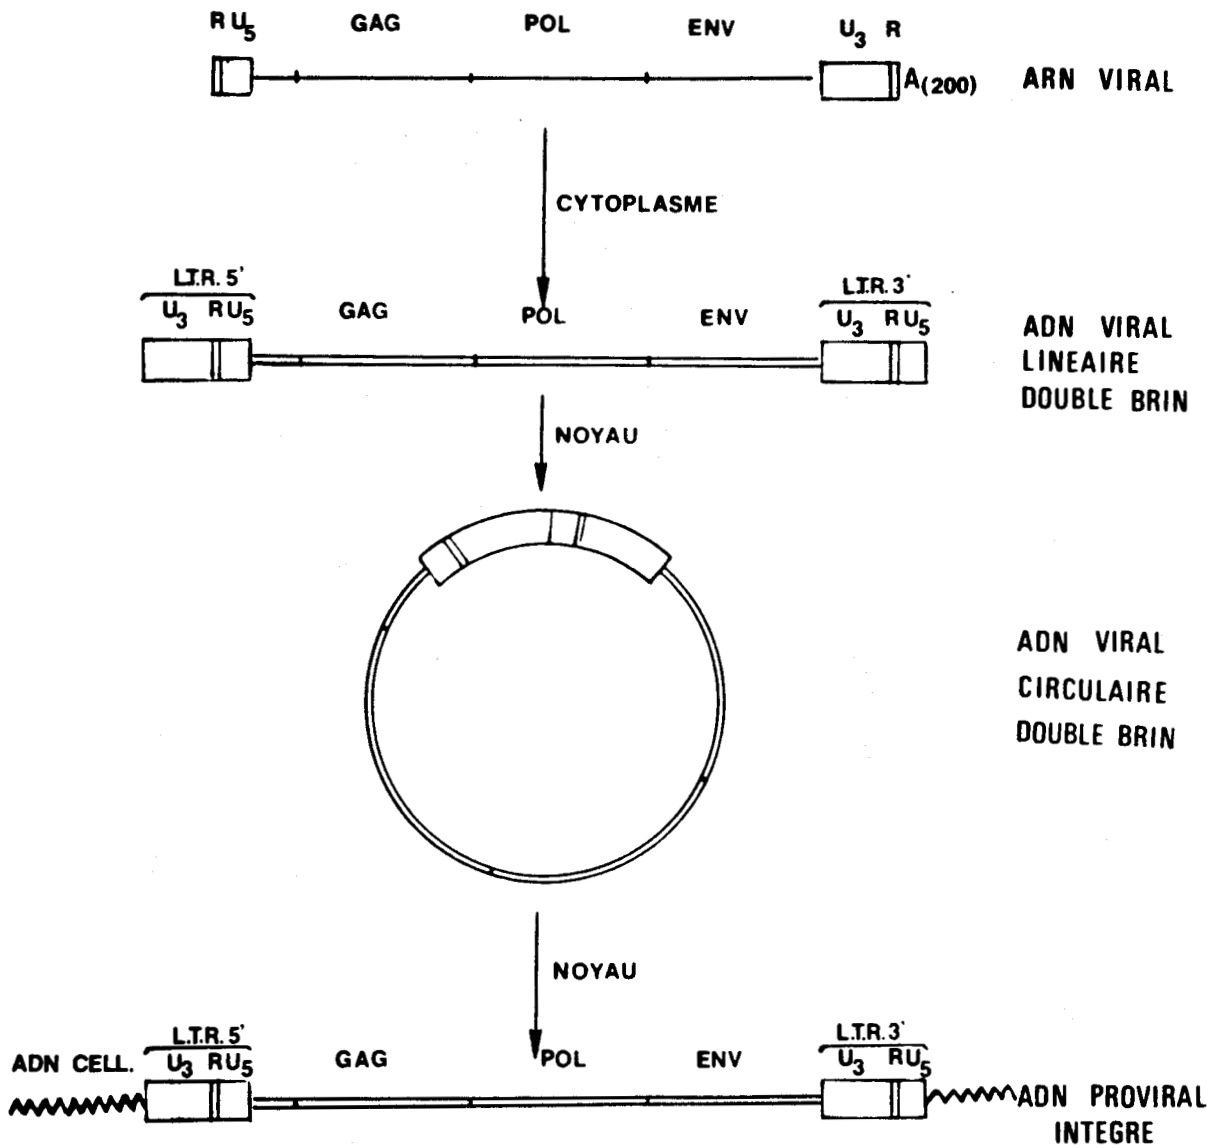 R U5 GAG POL ENV U3 R
A(200) ARN VIRAL
CYTOPLASME
L.T.R. 5' L.T.R. 3'
U3 R U5 GAG POL ENV U3 R U5
ADN VIRAL
LINEAIRE
DOUBLE BRIN
NOYAU
ADN VIRAL
CIRCULAIRE
DOUBLE BRIN
NOYAU
L.T.R. 5' L.T.R. 3'
ADN CELL. U3 R U5 GAG POL ENV U3 R U5
ADN PROVIRAL
INTEGRE